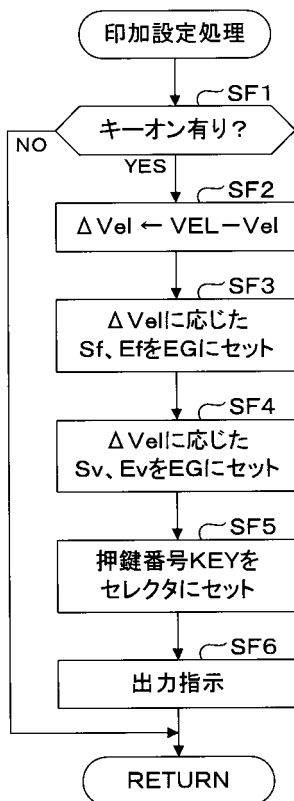 印加設定処理
SF1
キーオン有り?
NO
YES
SF2
ΔVel ← VEL－Vel
SF3
ΔVelに応じた
Sf、EfをEGにセット
SF4
ΔVelに応じた
Sv、EvをEGにセット
SF5
押鍵番号KEYを
セレクタにセット
SF6
出力指示
RETURN